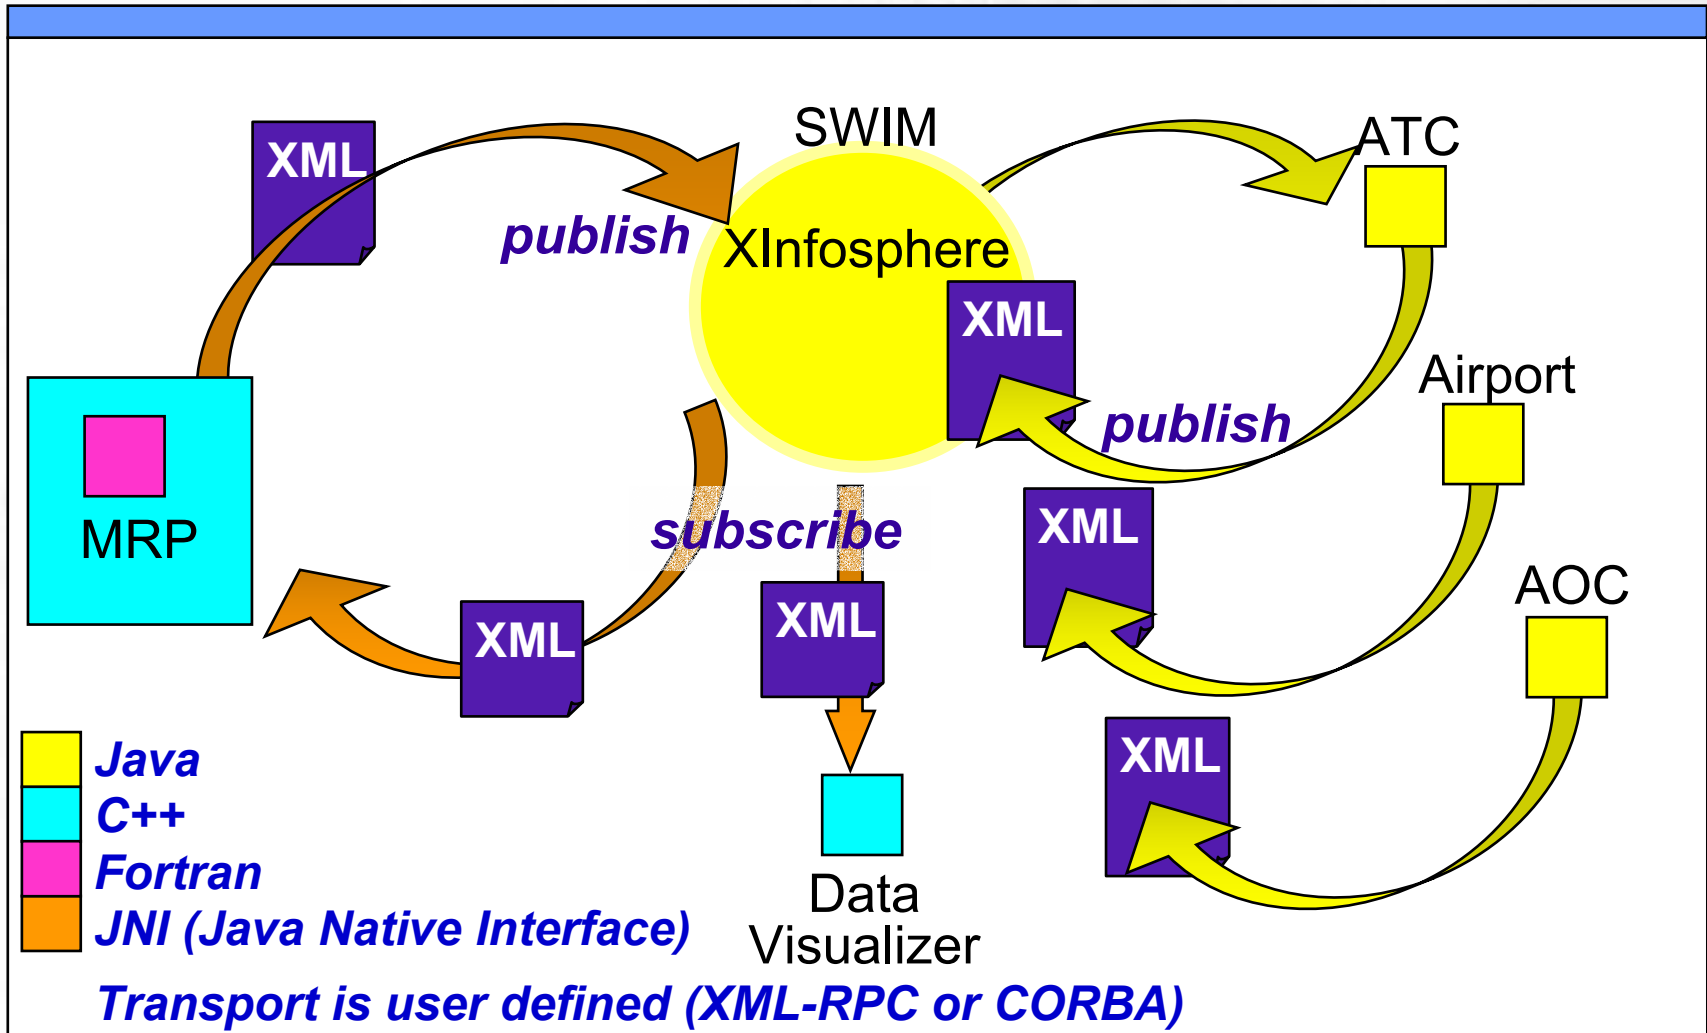 SWIM
ATC
XML
publish
XInfosphere
XML
Airport
publish
MRP
subscribe
XML
AOC
XML
XML
XML
Java
C++
Fortran
JNI (Java Native Interface)
Data
Visualizer
Transport is user defined (XML-RPC or CORBA)